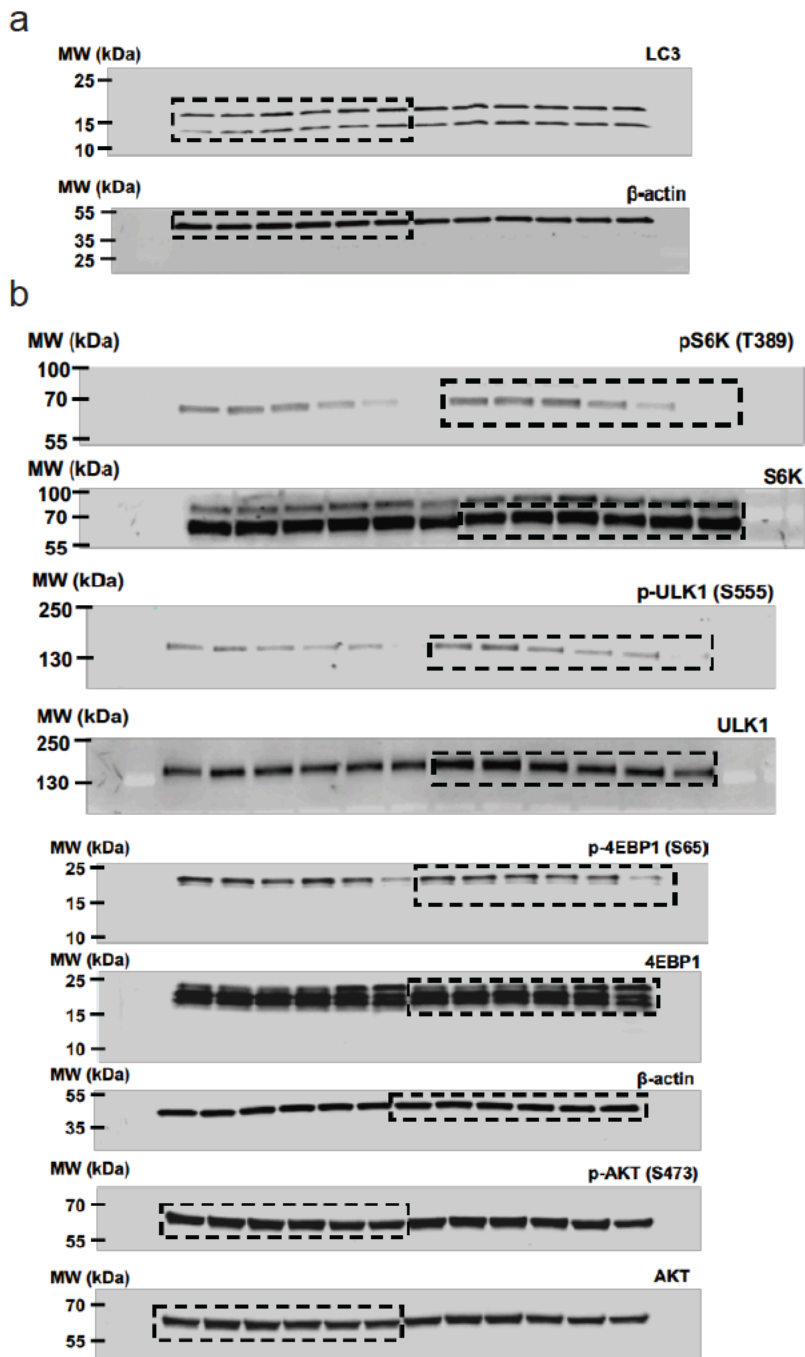 a
MW (kDa)
LC3
25
15
10
MW (kDa)
β-actin
55
35
25
b
MW (kDa)
pS6K (T389)
100
70
55
MW (kDa)
S6K
100
70
55
MW (kDa)
p-ULK1 (S555)
250
130
MW (kDa)
ULK1
250
130
MW (kDa)
p-4EBP1 (S65)
25
15
10
MW (kDa)
4EBP1
25
15
10
MW (kDa)
β-actin
55
35
MW (kDa)
p-AKT (S473)
70
55
MW (kDa)
AKT
70
55